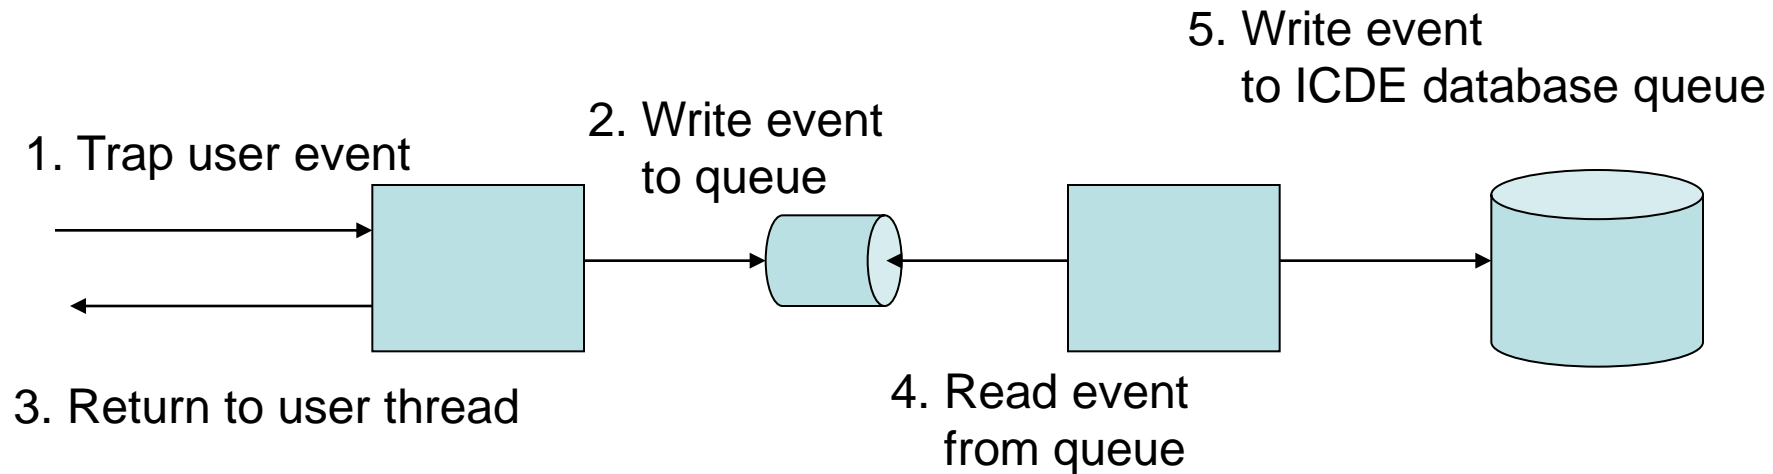 1. Trap user event
2. Write event
to queue
3. Return to user thread
4. Read event
from queue
5. Write event
to ICDE database queue